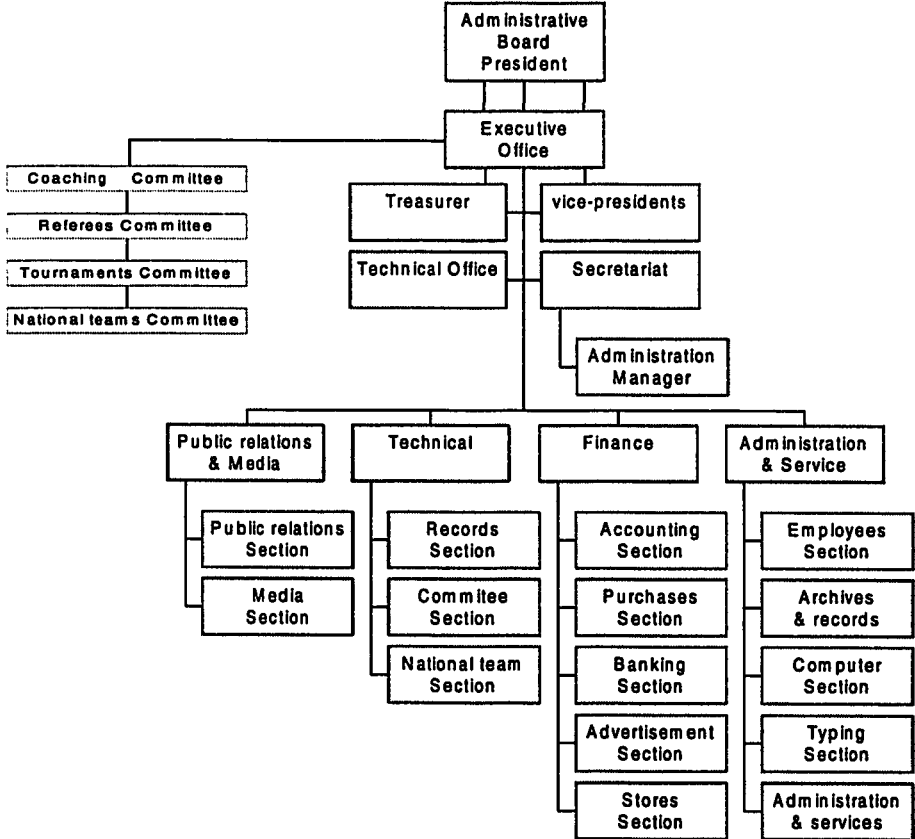 Administrative
Board
President
Executive
Office
Coaching Committee
Referees Committee
Tournaments Committee
National teams Committee
Treasurer
vice-presidents
Technical Office
Secretariat
Administration
Manager
Public relations
& Media
Technical
Finance
Administration
& Service
Public relations
Section
Media
Section
Records
Section
Commitee
Section
National team
Section
Accounting
Section
Purchases
Section
Banking
Section
Advertisement
Section
Stores
Section
Employees
Section
Archives
& records
Computer
Section
Typing
Section
Administration
& services